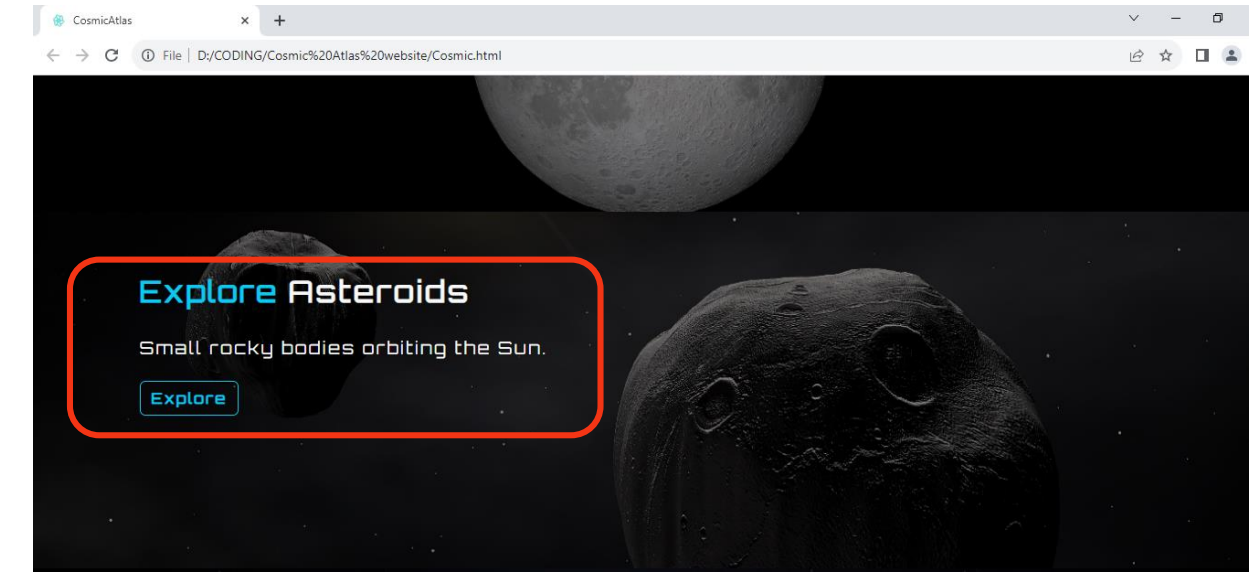 CosmicAtlas
File D:/CODING/Cosmic%20Atlas%20website/Cosmic.html
Explore Asteroids
Small rocky bodies orbiting the Sun.
Explore